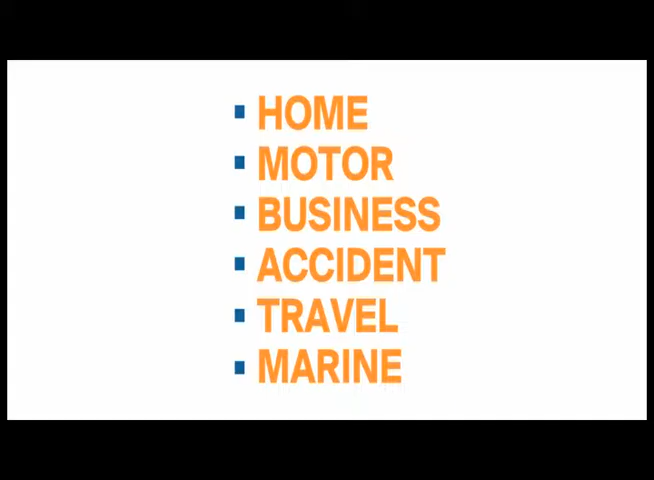 ▪ HOME
▪ MOTOR
▪ BUSINESS
▪ ACCIDENT
▪ TRAVEL
▪ MARINE